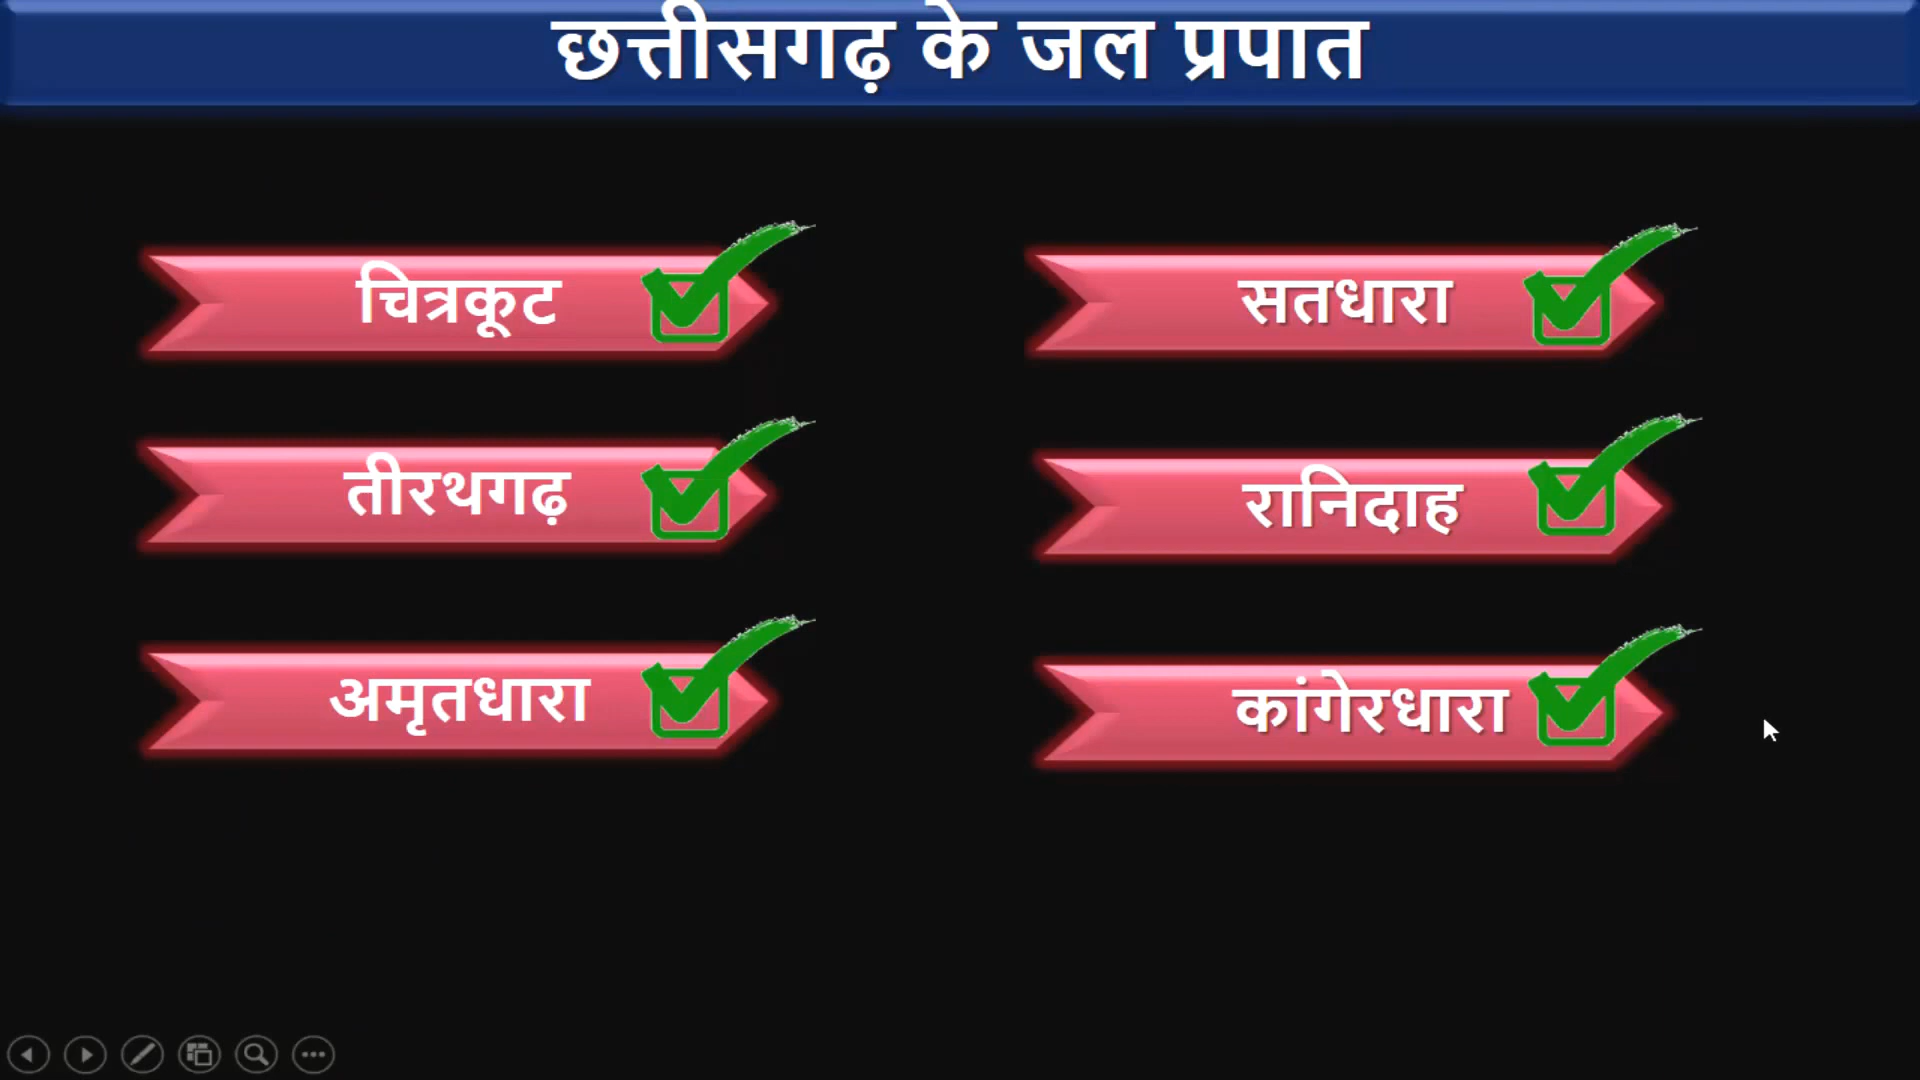 छत्तीसगढ़ के जल प्रपात
चित्रकूट
सतधारा
तीरथगढ़
रानिदाह
अमृतधारा
कांगेरधारा